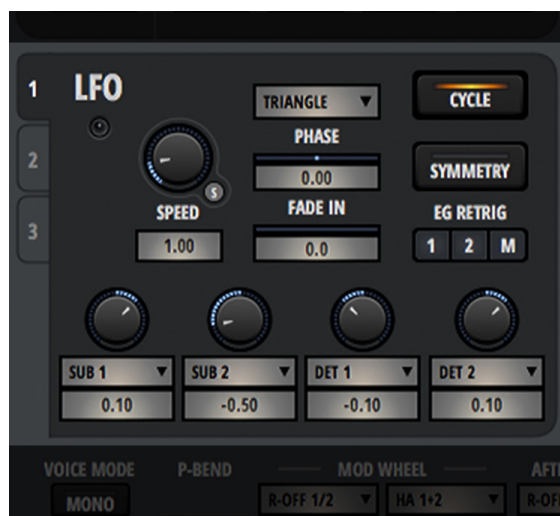 1
LFO
TRIANGLE
CYCLE
PHASE
2
0.00
SYMMETRY
S
SPEED
FADE IN
EG RETRIG
3
1.00
0.0
1 2 M
SUB 1 SUB 2 DET 1 DET 2
0.10 -0.50 -0.10 0.10
VOICE MODE P-BEND MOD WHEEL
MONO R-OFF 1/2 HA 1+2